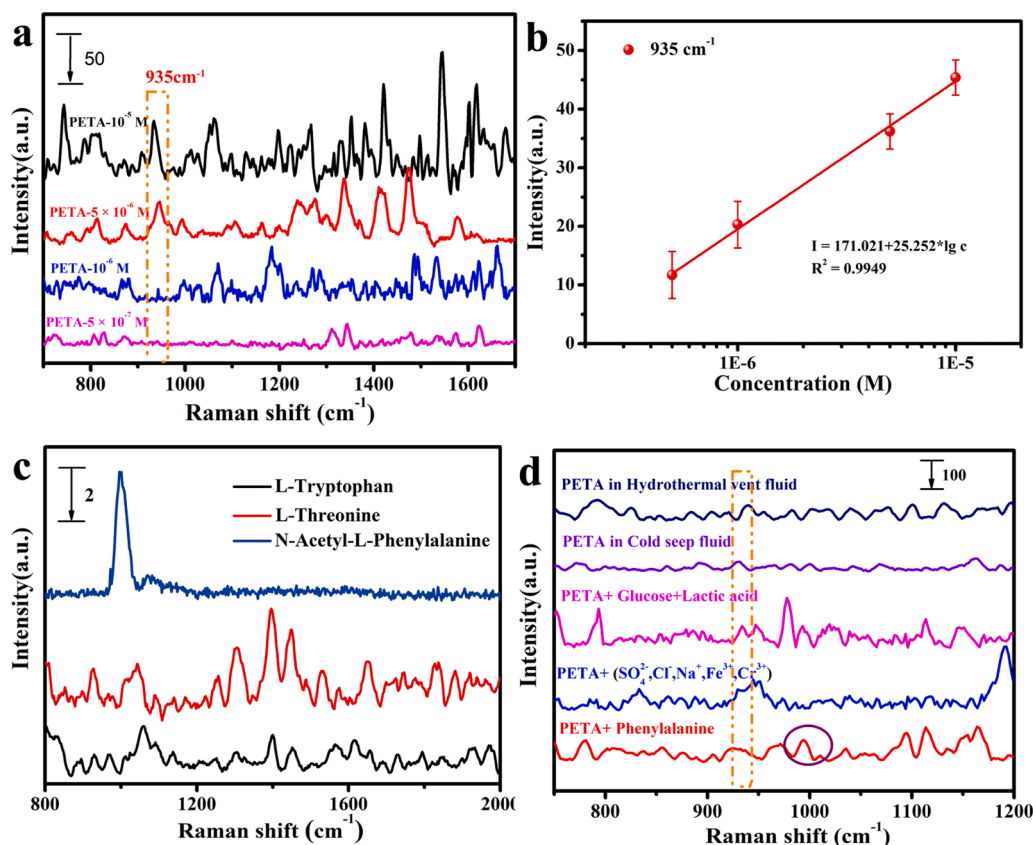 a
50
935cm⁻¹
PETA-10⁻⁵ M
PETA-5 × 10⁻⁶ M
PETA-10⁻⁶ M
PETA-5 × 10⁻⁷ M
Intensity(a.u.)
800 1000 1200 1400 1600
Raman shift (cm⁻¹)
b
935 cm⁻¹
50
40
30
20
10
0
Intensity(a.u.)
I = 171.021+25.252*lg c
R² = 0.9949
1E-6 1E-5
Concentration (M)
c
2
L-Tryptophan
L-Threonine
N-Acetyl-L-Phenylalanine
Intensity(a.u.)
800 1000 1200 1400 1600 1800 2000
Raman shift (cm⁻¹)
d
100
PETA in Hydrothermal vent fluid
PETA in Cold seep fluid
PETA+ Glucose+Lactic acid
PETA+ (SO₄²⁻,Cl⁻,Na⁺,Fe³⁺,Cr³⁺)
PETA+ Phenylalanine
Intensity(a.u.)
800 900 1000 1100 1200
Raman shift (cm⁻¹)